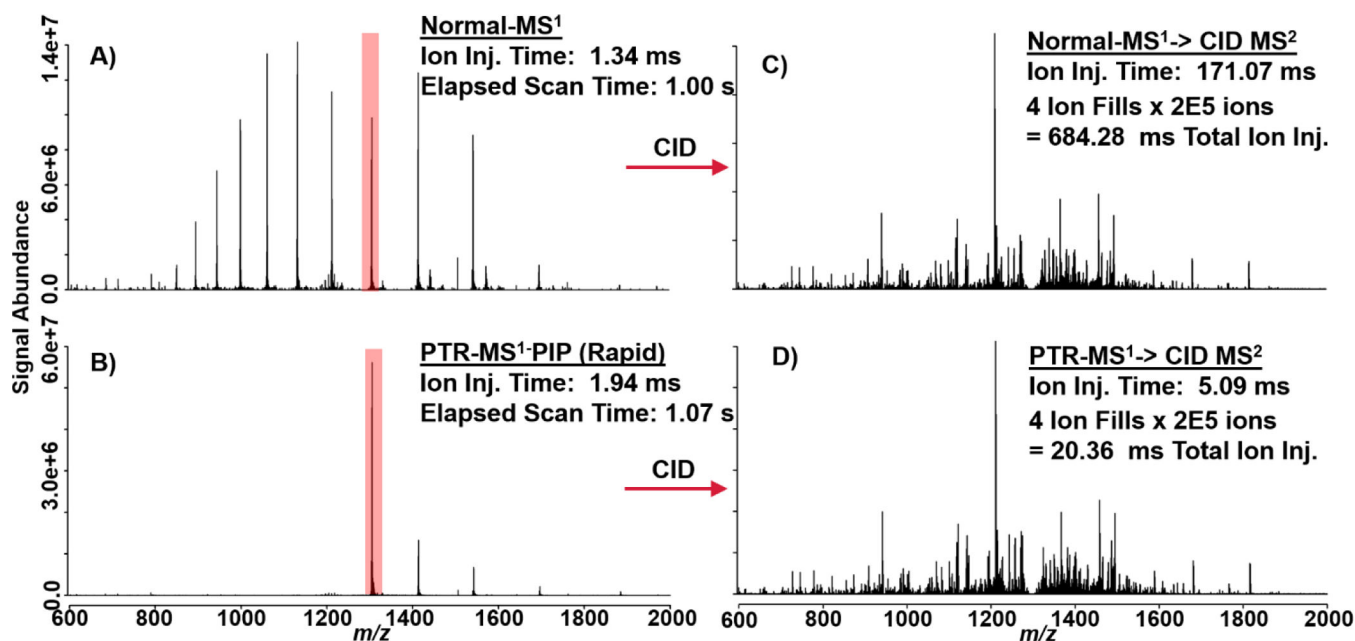 A)
Normal-MS¹
Ion Inj. Time: 1.34 ms
Elapsed Scan Time: 1.00 s
1.4e+7
6.0e+6
0.0
CID
C)
Normal-MS¹-> CID MS²
Ion Inj. Time: 171.07 ms
4 Ion Fills x 2E5 ions
= 684.28 ms Total Ion Inj.
Signal Abundance
B)
PTR-MS¹-PIP (Rapid)
Ion Inj. Time: 1.94 ms
Elapsed Scan Time: 1.07 s
6.0e+7
3.0e+6
0.0
CID
D)
PTR-MS¹-> CID MS²
Ion Inj. Time: 5.09 ms
4 Ion Fills x 2E5 ions
= 20.36 ms Total Ion Inj.
600 800 1000 1200 1400 1600 1800 2000
m/z
600 800 1000 1200 1400 1600 1800 2000
m/z